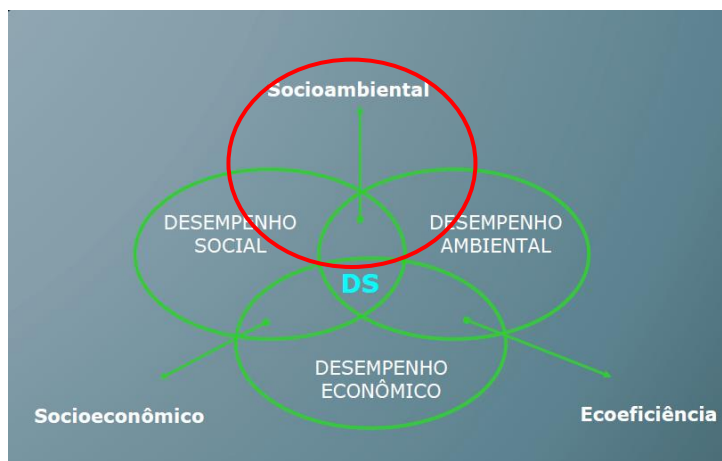 Socioambiental
DESEMPENHO
SOCIAL
DESEMPENHO
AMBIENTAL
DS
DESEMPENHO
ECONÔMICO
Socioeconômico
Ecoeficiência